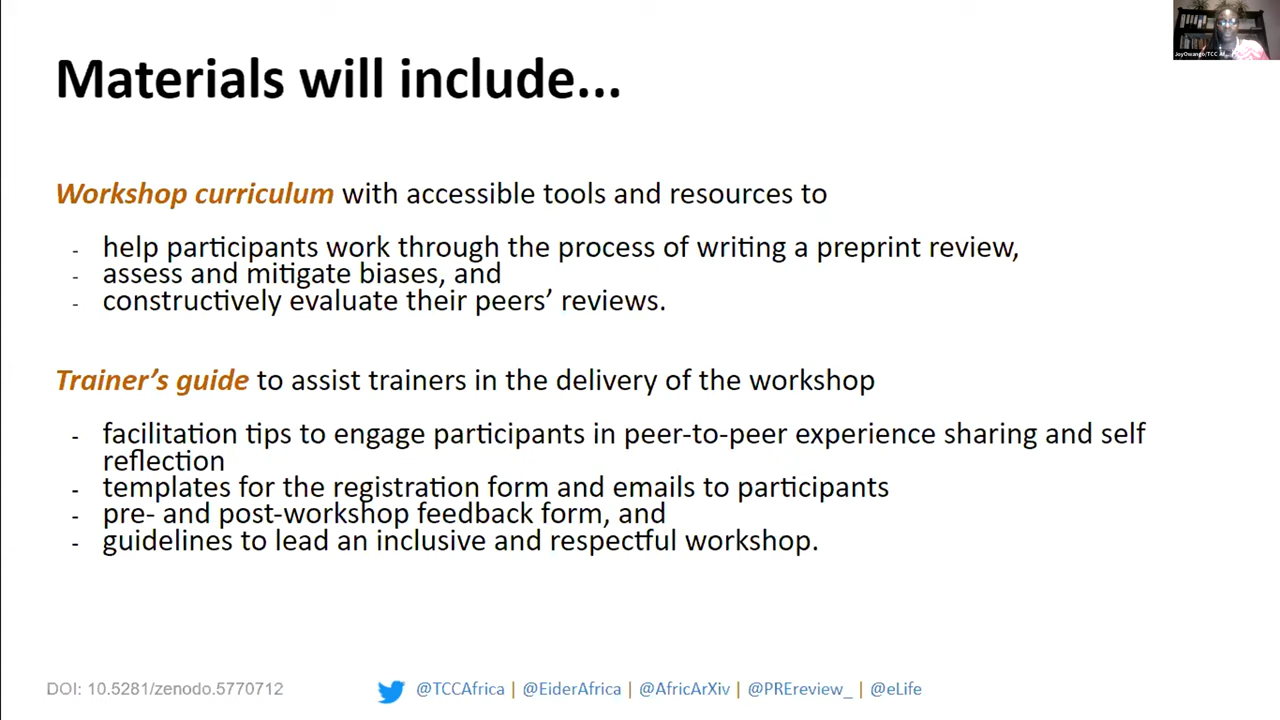 Materials will include...
JoyOwango/TCC Af
Workshop curriculum with accessible tools and resources to
- help participants work through the process of writing a preprint review,
- assess and mitigate biases, and
- constructively evaluate their peers’ reviews.
Trainer’s guide to assist trainers in the delivery of the workshop
- facilitation tips to engage participants in peer-to-peer experience sharing and self
reflection
- templates for the registration form and emails to participants
- pre- and post-workshop feedback form, and
- guidelines to lead an inclusive and respectful workshop.
DOI: 10.5281/zenodo.5770712
@TCCAfrica | @EiderAfrica | @AfricArXiv | @PREreview_ | @eLife